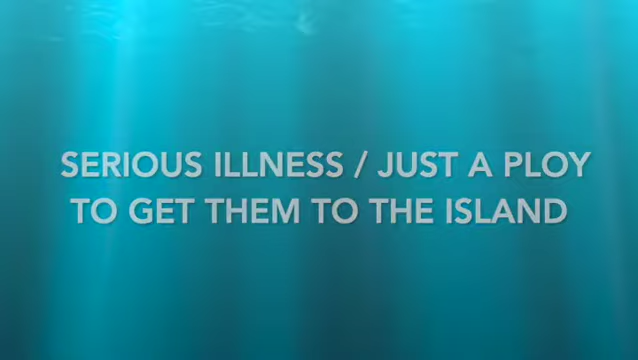 SERIOUS ILLNESS / JUST A PLOY
TO GET THEM TO THE ISLAND